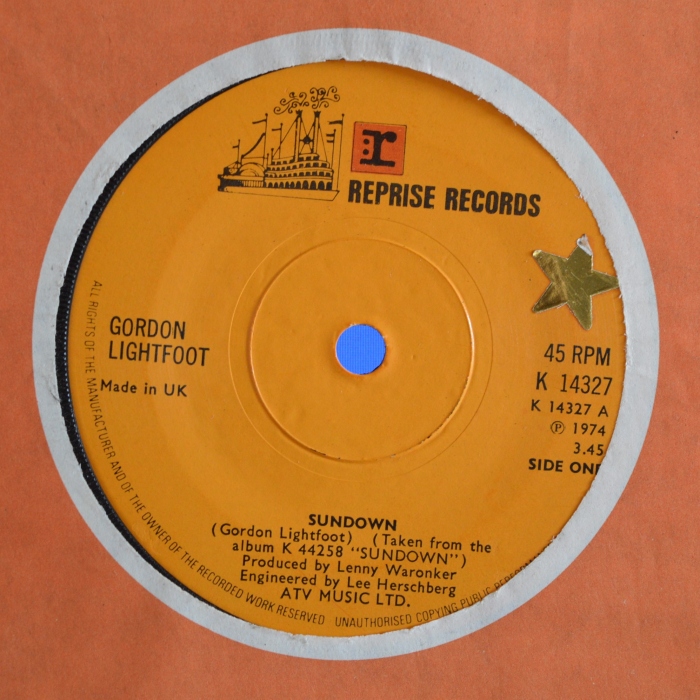 r
REPRISE RECORDS
GORDON
LIGHTFOOT
Made in UK
45 RPM
K 14327
K 14327 A
Ⓟ 1974
3.45
SIDE ONE
SUNDOWN
(Gordon Lightfoot) (Taken from the
album K 44258 "SUNDOWN")
Produced by Lenny Waronker
Engineered by Lee Herschberg
ATV MUSIC LTD.
ALL RIGHTS OF THE MANUFACTURER AND OF THE OWNER OF THE RECORDED WORK RESERVED · UNAUTHORISED COPYING PUBLIC